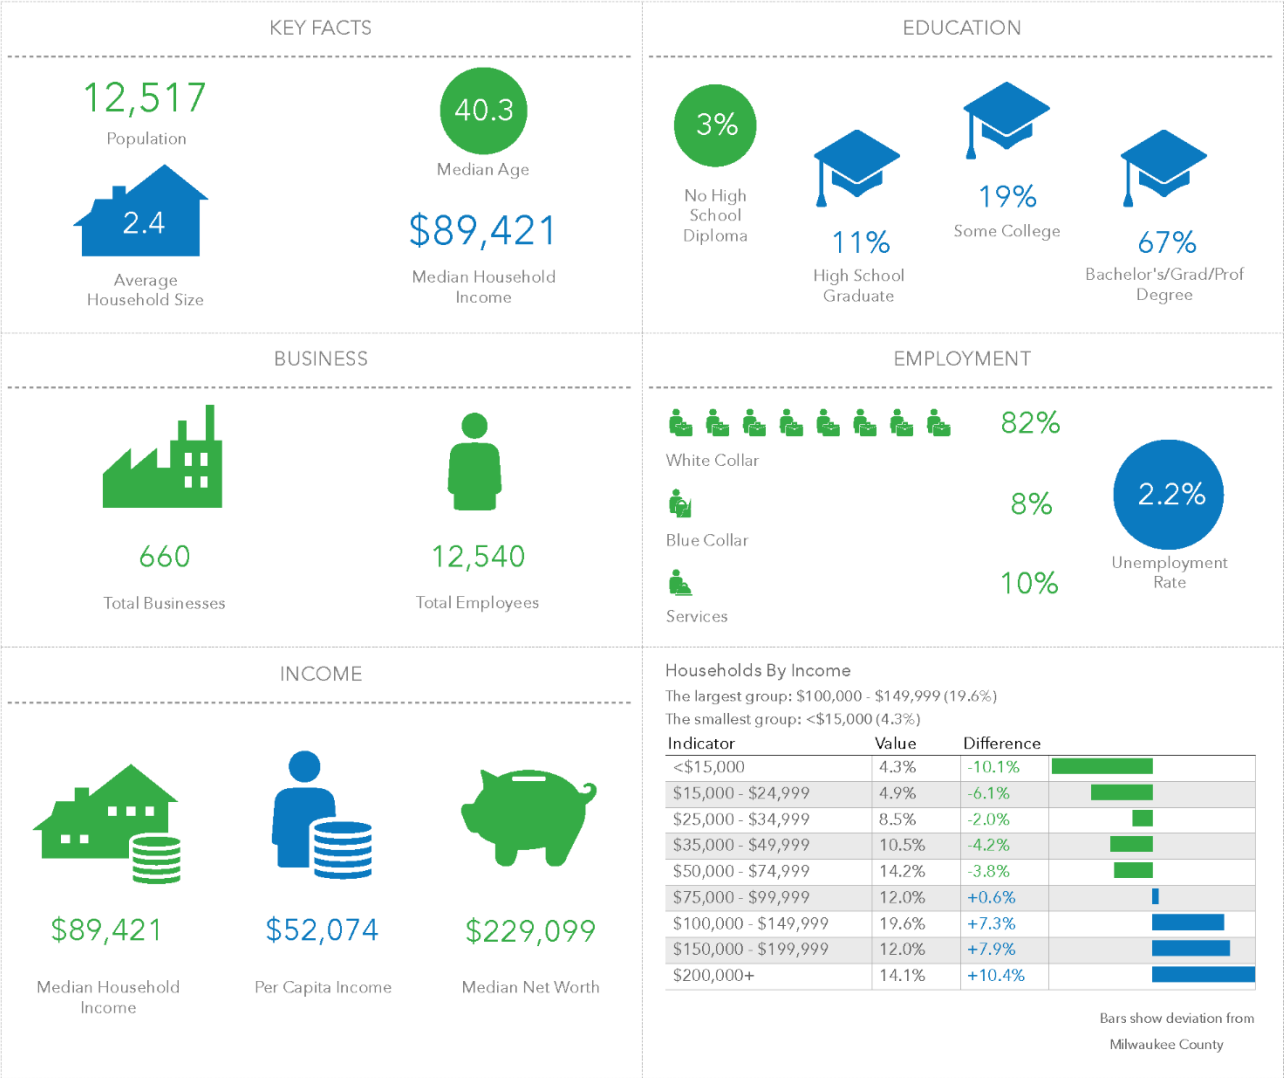 KEY FACTS
12,517
Population
40.3
Median Age
2.4
Average
Household Size
$89,421
Median Household
Income
EDUCATION
3%
No High
School
Diploma
11%
High School
Graduate
19%
Some College
67%
Bachelor's/Grad/Prof
Degree
BUSINESS
660
Total Businesses
12,540
Total Employees
EMPLOYMENT
82%
White Collar
8%
Blue Collar
10%
Services
2.2%
Unemployment
Rate
INCOME
$89,421
Median Household
Income
$52,074
Per Capita Income
$229,099
Median Net Worth
Households By Income
The largest group: $100,000 - $149,999 (19.6%)
The smallest group: <$15,000 (4.3%)
Indicator Value Difference
<$15,000 4.3% -10.1%
$15,000 - $24,999 4.9% -6.1%
$25,000 - $34,999 8.5% -2.0%
$35,000 - $49,999 10.5% -4.2%
$50,000 - $74,999 14.2% -3.8%
$75,000 - $99,999 12.0% +0.6%
$100,000 - $149,999 19.6% +7.3%
$150,000 - $199,999 12.0% +7.9%
$200,000+ 14.1% +10.4%
Bars show deviation from
Milwaukee County